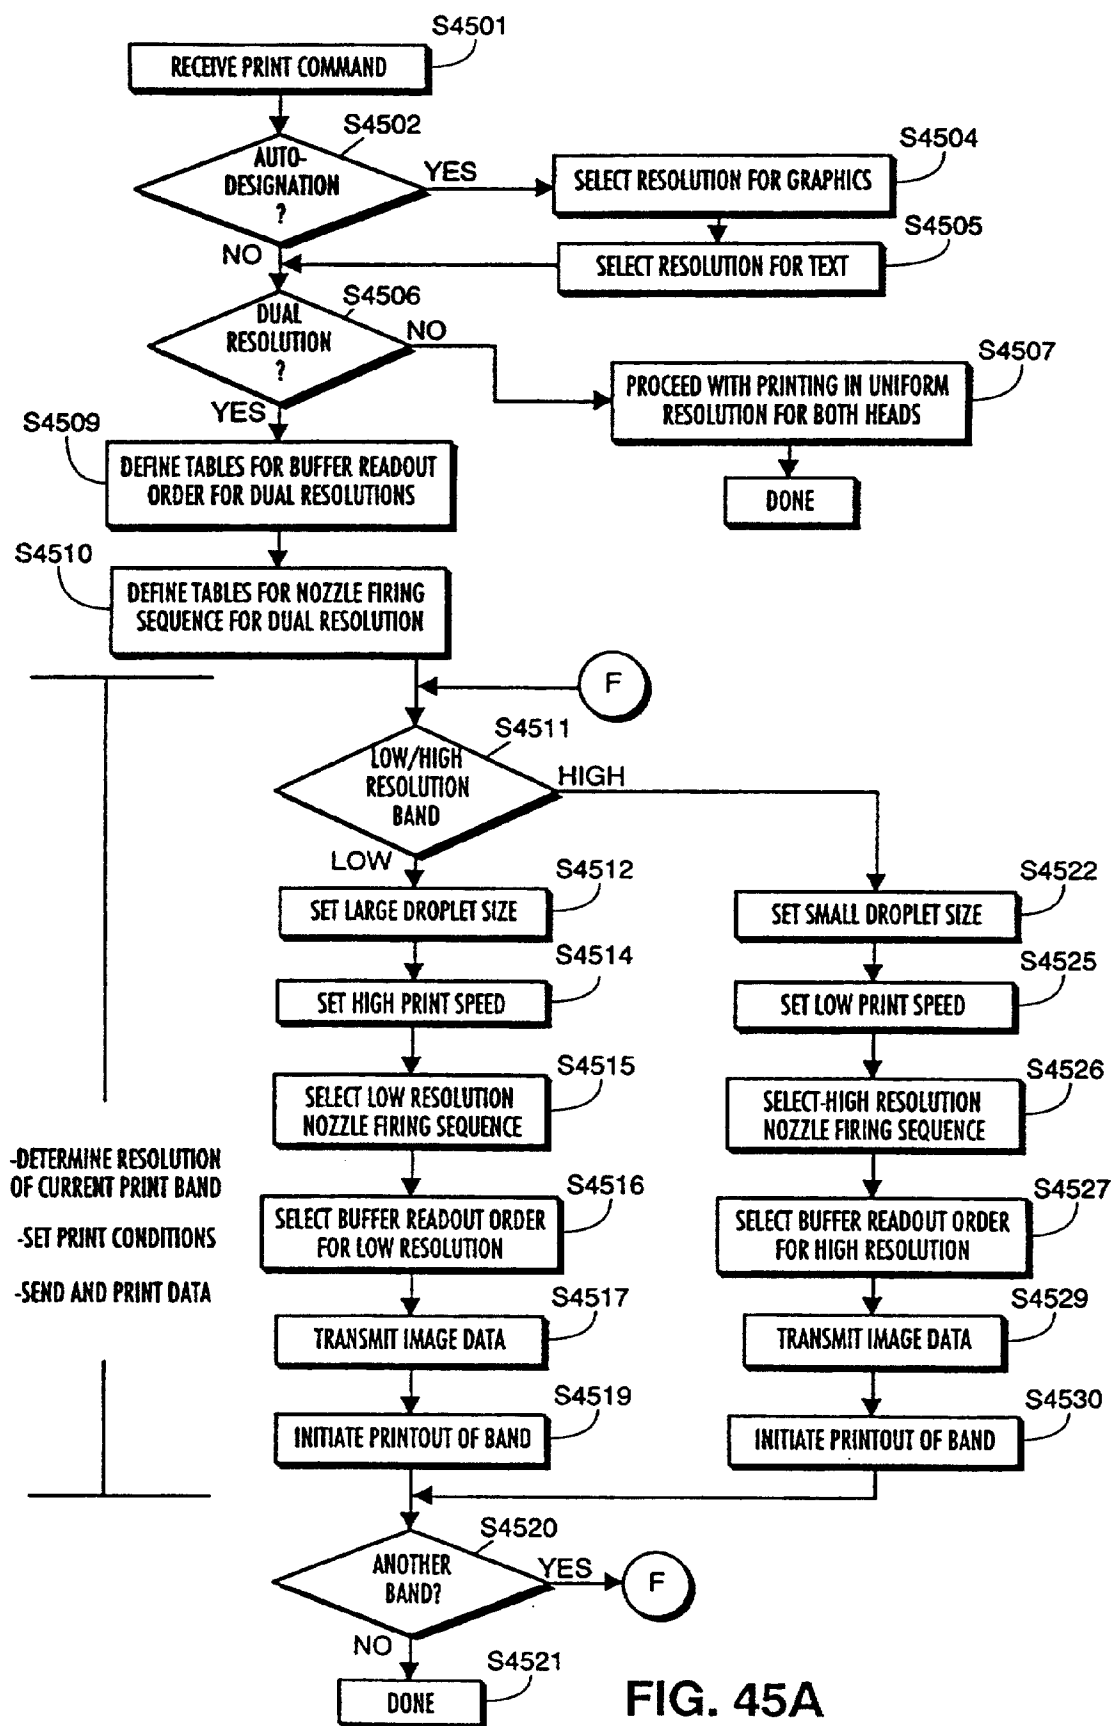 S4501
RECEIVE PRINT COMMAND
S4502
AUTO-
DESIGNATION
?
YES
S4504
SELECT RESOLUTION FOR GRAPHICS
S4505
SELECT RESOLUTION FOR TEXT
NO
S4506
DUAL
RESOLUTION
?
NO
S4507
PROCEED WITH PRINTING IN UNIFORM
RESOLUTION FOR BOTH HEADS
DONE
YES
S4509
DEFINE TABLES FOR BUFFER READOUT
ORDER FOR DUAL RESOLUTIONS
S4510
DEFINE TABLES FOR NOZZLE FIRING
SEQUENCE FOR DUAL RESOLUTION
F
S4511
LOW/HIGH
RESOLUTION
BAND
HIGH
LOW
S4512
SET LARGE DROPLET SIZE
S4522
SET SMALL DROPLET SIZE
S4514
SET HIGH PRINT SPEED
S4525
SET LOW PRINT SPEED
S4515
SELECT LOW RESOLUTION
NOZZLE FIRING SEQUENCE
S4526
SELECT-HIGH RESOLUTION
NOZZLE FIRING SEQUENCE
-DETERMINE RESOLUTION
OF CURRENT PRINT BAND
-SET PRINT CONDITIONS
-SEND AND PRINT DATA
S4516
SELECT BUFFER READOUT ORDER
FOR LOW RESOLUTION
S4527
SELECT BUFFER READOUT ORDER
FOR HIGH RESOLUTION
S4517
TRANSMIT IMAGE DATA
S4529
TRANSMIT IMAGE DATA
S4519
INITIATE PRINTOUT OF BAND
S4530
INITIATE PRINTOUT OF BAND
S4520
ANOTHER
BAND?
YES
F
NO
S4521
DONE
FIG. 45A